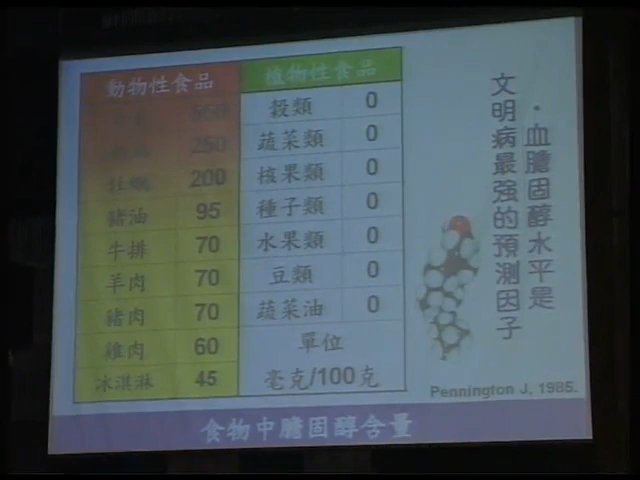 動物性食品 植物性食品
550 穀類 0
250 蔬菜類 0
牡蠣 200 核果類 0
豬油 95 種子類 0
牛排 70 水果類 0
羊肉 70 豆類 0
豬肉 70 蔬菜油 0
雞肉 60 單位
冰淇淋 45 毫克/100克
·血膽固醇水平是
文明病最強的預測因子
Pennington J, 1985.
食物中膽固醇含量